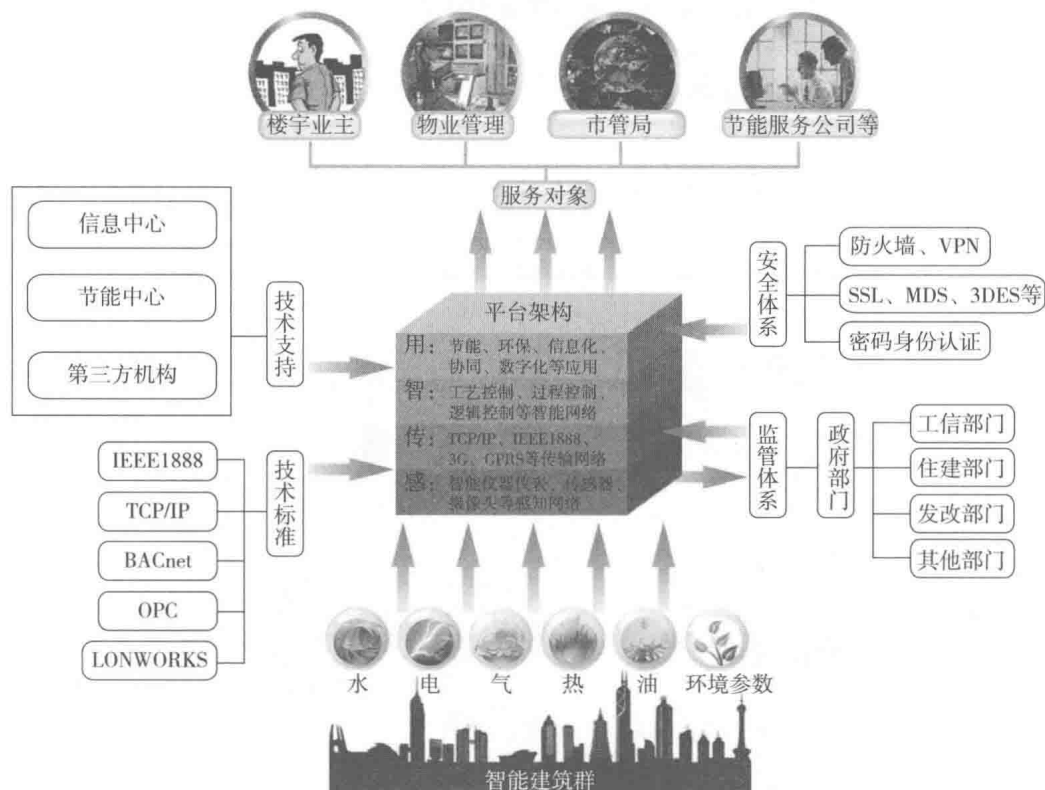 楼宇业主
物业管理
市管局
节能服务公司等
服务对象
信息中心
节能中心
第三方机构
技术支持
IEEE1888
TCP/IP
BACnet
OPC
LONWORKS
技术标准
平台架构
用：节能、环保、信息化、
协同、数字化等应用
智：工艺控制、过程控制、
逻辑控制等智能网络
传：TCP/IP、IEEE1888、
3G、GPRS等传输网络
感：智能仪器仪表、传感器、
摄像头等感知网络
安全体系
防火墙、VPN
SSL、MDS、3DES等
密码身份认证
监管体系
政府部门
工信部门
住建部门
发改部门
其他部门
水
电
气
热
油
环境参数
智能建筑群